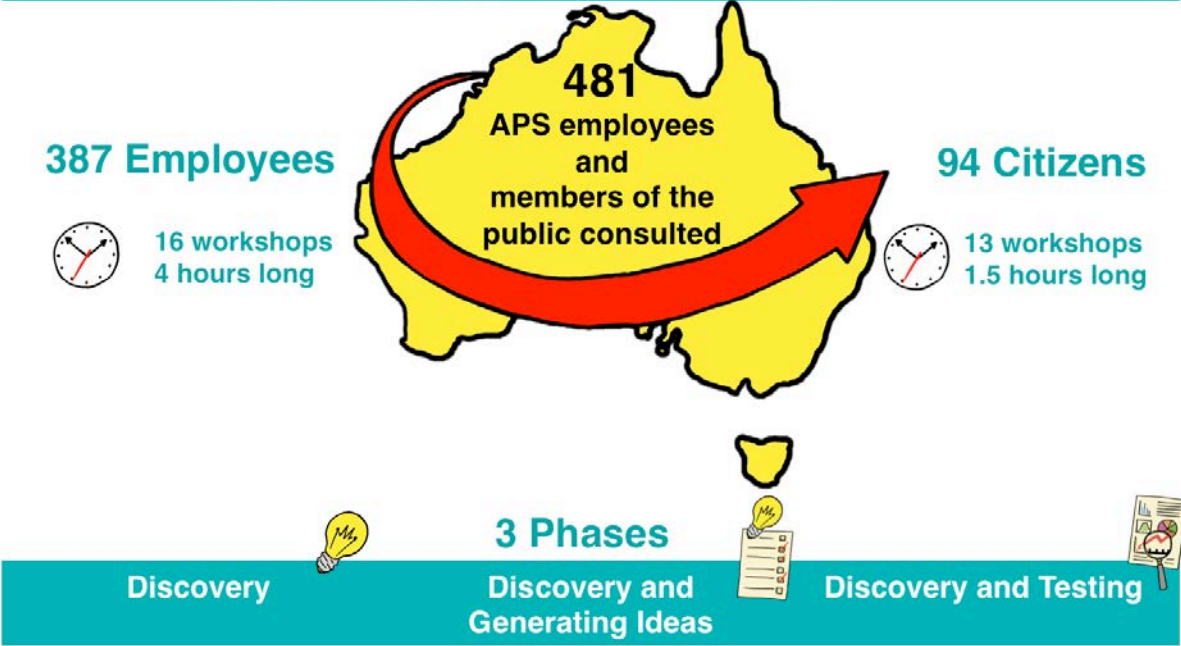 481
APS employees
and
members of the
public consulted
387 Employees
16 workshops
4 hours long
94 Citizens
13 workshops
1.5 hours long
3 Phases
Discovery
Discovery and
Generating Ideas
Discovery and Testing